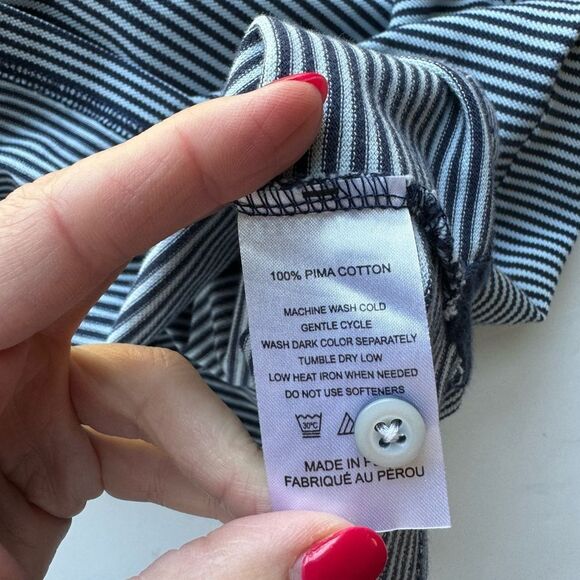 100% PIMA COTTON
MACHINE WASH COLD
GENTLE CYCLE
WASH DARK COLOR SEPARATELY
TUMBLE DRY LOW
LOW HEAT IRON WHEN NEEDED
DO NOT USE SOFTENERS
30°C
MADE IN
FABRIQUÉ AU PÉROU